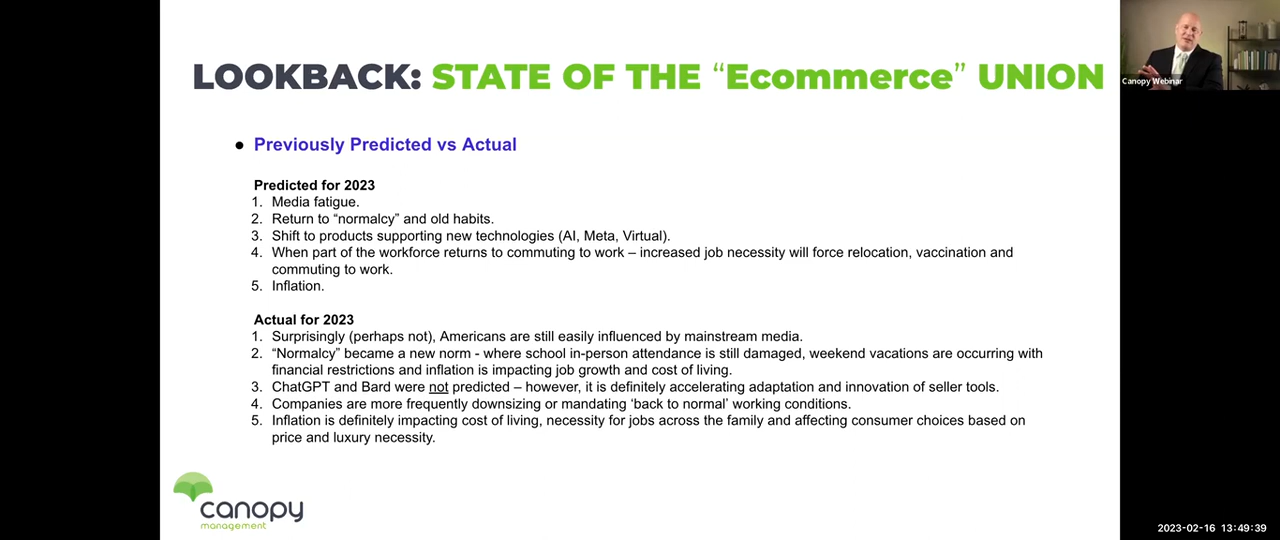 LOOKBACK: STATE OF THE “Ecommerce” UNION
Canopy Webinar
● Previously Predicted vs Actual
Predicted for 2023
1. Media fatigue.
2. Return to “normalcy” and old habits.
3. Shift to products supporting new technologies (AI, Meta, Virtual).
4. When part of the workforce returns to commuting to work – increased job necessity will force relocation, vaccination and
commuting to work.
5. Inflation.
Actual for 2023
1. Surprisingly (perhaps not), Americans are still easily influenced by mainstream media.
2. “Normalcy” became a new norm - where school in-person attendance is still damaged, weekend vacations are occurring with
financial restrictions and inflation is impacting job growth and cost of living.
3. ChatGPT and Bard were not predicted – however, it is definitely accelerating adaptation and innovation of seller tools.
4. Companies are more frequently downsizing or mandating ‘back to normal’ working conditions.
5. Inflation is definitely impacting cost of living, necessity for jobs across the family and affecting consumer choices based on
price and luxury necessity.
canopy
management
2023-02-16 13:49:39